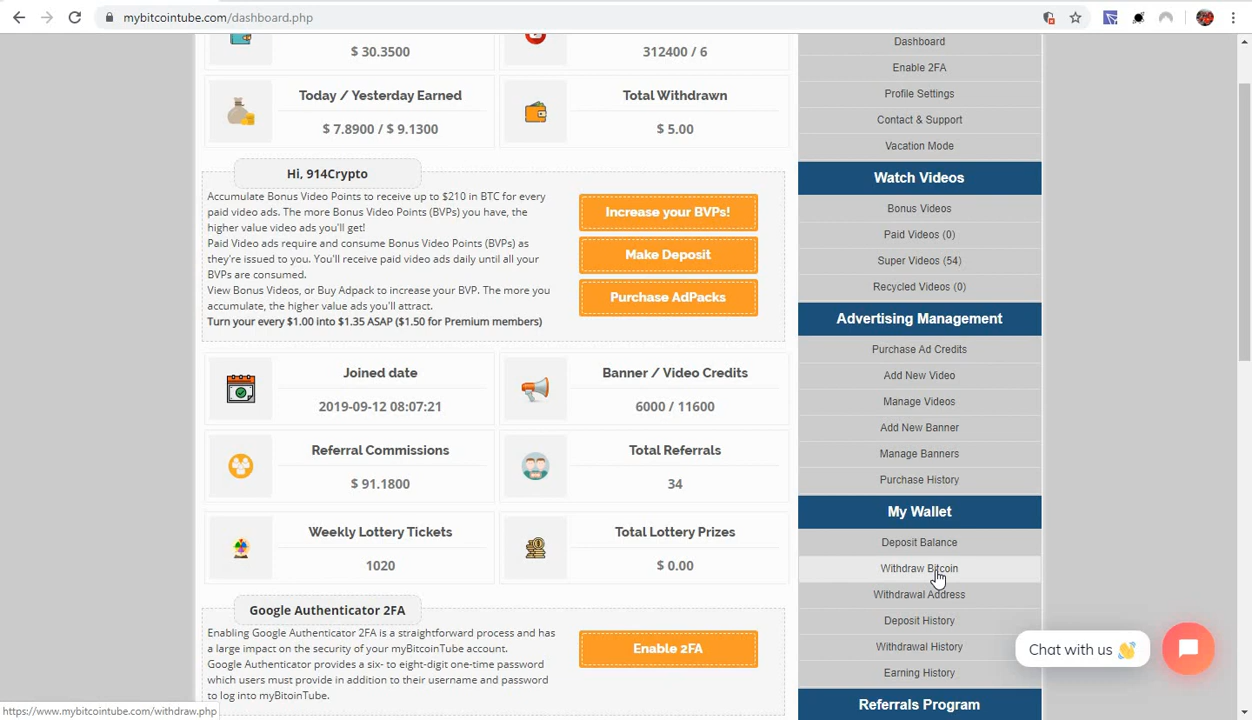 mybitcointube.com/dashboard.php
$ 30.3500
312400 / 6
Today / Yesterday Earned
$ 7.8900 / $ 9.1300
Total Withdrawn
$ 5.00
Hi, 914Crypto
Accumulate Bonus Video Points to receive up to $210 in BTC for every
paid video ads. The more Bonus Video Points (BVPs) you have, the
higher value video ads you'll get!
Paid Video ads require and consume Bonus Video Points (BVPs) as
they're issued to you. You'll receive paid video ads daily until all your
BVPs are consumed.
View Bonus Videos, or Buy Adpack to increase your BVP. The more you
accumulate, the higher value ads you'll attract.
Turn your every $1.00 into $1.35 ASAP ($1.50 for Premium members)
Increase your BVPs!
Make Deposit
Purchase AdPacks
Joined date
2019-09-12 08:07:21
Banner / Video Credits
6000 / 11600
Referral Commissions
$ 91.1800
Total Referrals
34
Weekly Lottery Tickets
1020
Total Lottery Prizes
$ 0.00
Google Authenticator 2FA
Enabling Google Authenticator 2FA is a straightforward process and has
a large impact on the security of your myBitcoinTube account.
Google Authenticator provides a six- to eight-digit one-time password
which users must provide in addition to their username and password
to log into myBitoinTube.
Enable 2FA
Dashboard
Enable 2FA
Profile Settings
Contact & Support
Vacation Mode
Watch Videos
Bonus Videos
Paid Videos (0)
Super Videos (54)
Recycled Videos (0)
Advertising Management
Purchase Ad Credits
Add New Video
Manage Videos
Add New Banner
Manage Banners
Purchase History
My Wallet
Deposit Balance
Withdraw Bitcoin
Withdrawal Address
Deposit History
Withdrawal History
Earning History
Referrals Program
Chat with us
https://www.mybitcointube.com/withdraw.php